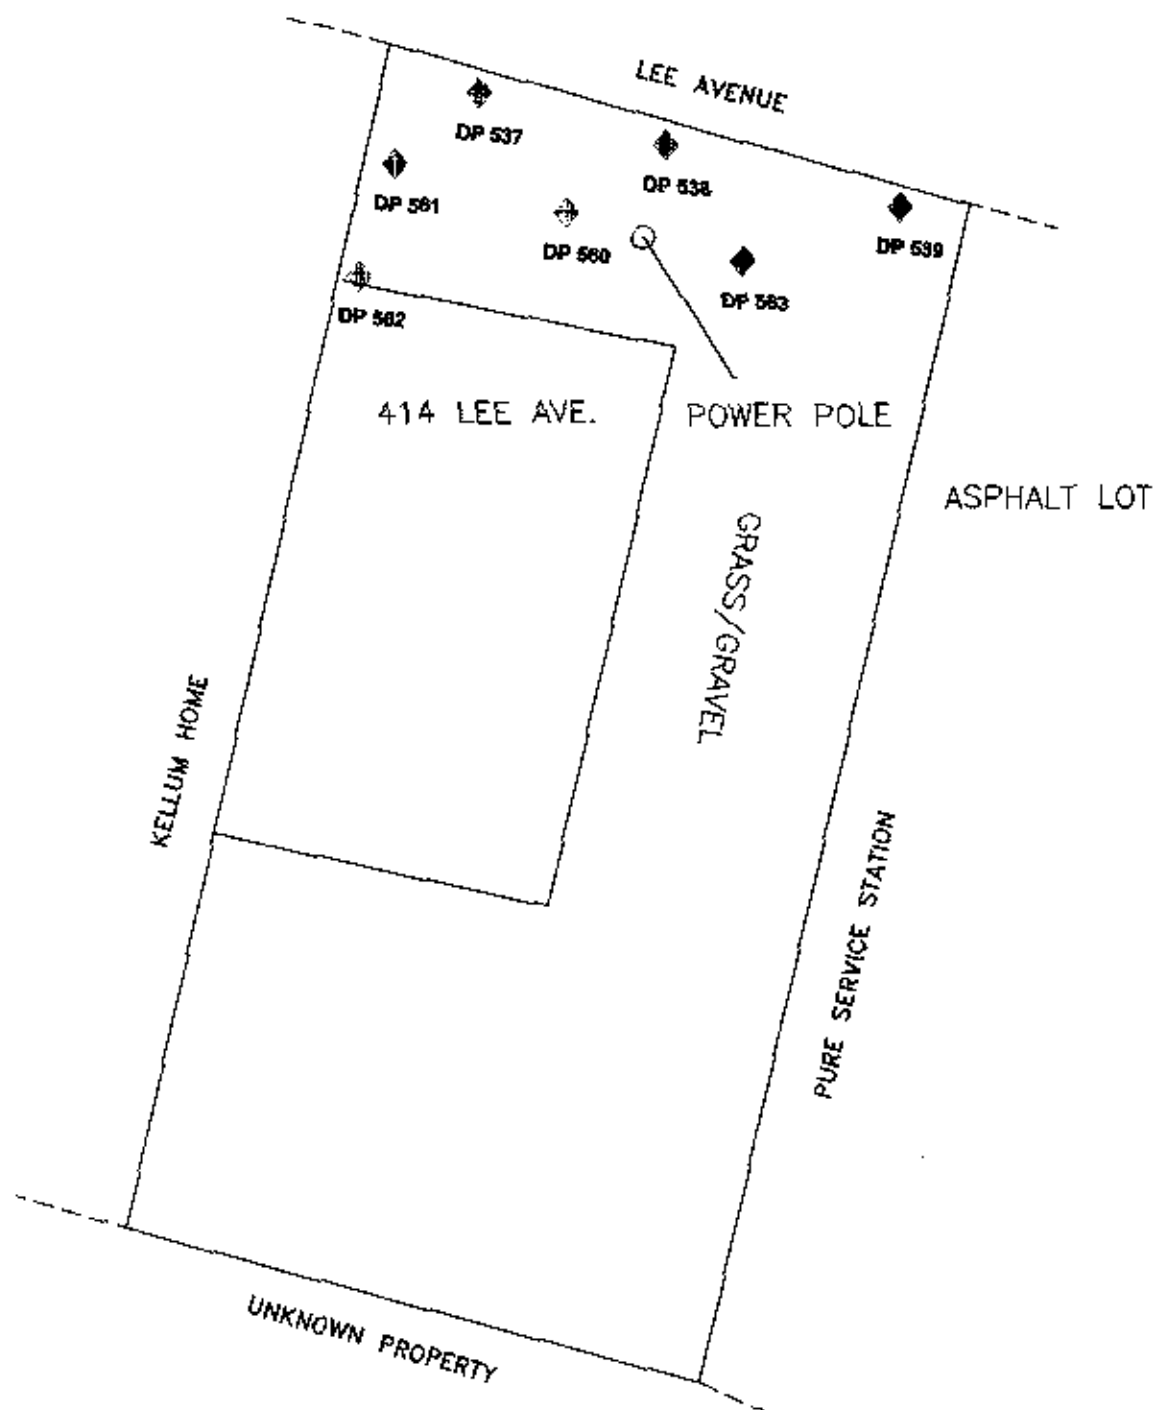 LEE AVENUE
DP 537
DP 538
DP 561
DP 539
DP 560
DP 563
DP 562
414 LEE AVE.
POWER POLE
ASPHALT LOT
GRASS/GRAVEL
KELLUM HOME
PURE SERVICE STATION
UNKNOWN PROPERTY